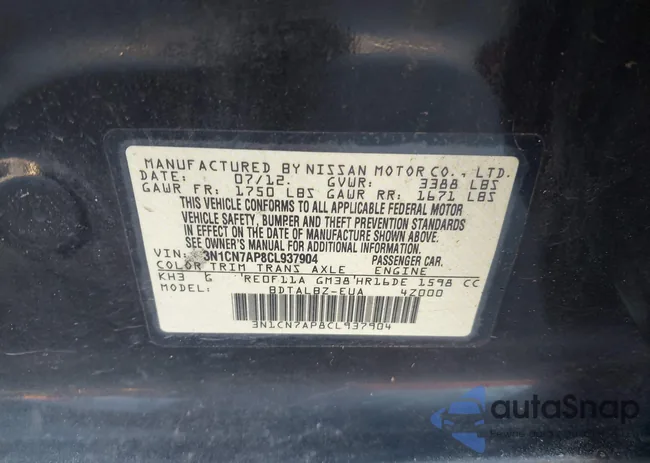 MANUFACTURED BY NISSAN MOTOR CO., LTD.
DATE: 07/12. GVWR: 3388 LBS
GAWR FR: 1750 LBS GAWR RR: 1671 LBS
THIS VEHICLE CONFORMS TO ALL APPLICABLE FEDERAL MOTOR
VEHICLE SAFETY, BUMPER AND THEFT PREVENTION STANDARDS
IN EFFECT ON THE DATE OF MANUFACTURE SHOWN ABOVE.
SEE OWNER'S MANUAL FOR ADDITIONAL INFORMATION.
VIN: 3N1CN7AP8CL937904 PASSENGER CAR.
COLOR TRIM TRANS AXLE ENGINE
KH3 G 'RE0F11A GM38'HR16DE 1598 CC
MODEL: BDTALBZ-EUA 4Z000
3N1CN7AP8CL937904
autoSnap